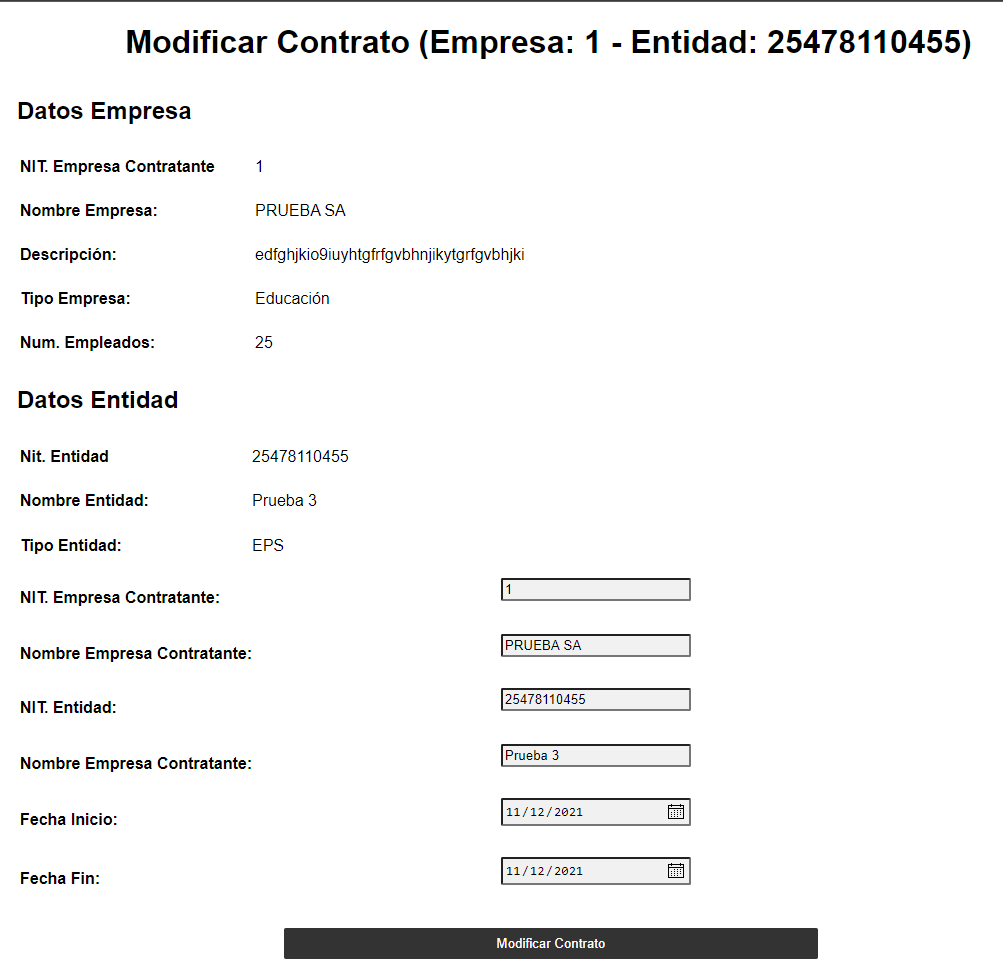 Modificar Contrato (Empresa: 1 - Entidad: 25478110455)
Datos Empresa
NIT. Empresa Contratante 1
Nombre Empresa: PRUEBA SA
Descripción: edfghjkio9iuyhtgfrfgvbhnjikytgrfgvbhjki
Tipo Empresa: Educación
Num. Empleados: 25
Datos Entidad
Nit. Entidad 25478110455
Nombre Entidad: Prueba 3
Tipo Entidad: EPS
NIT. Empresa Contratante: 1
Nombre Empresa Contratante: PRUEBA SA
NIT. Entidad: 25478110455
Nombre Empresa Contratante: Prueba 3
Fecha Inicio: 11/12/2021
Fecha Fin: 11/12/2021
Modificar Contrato